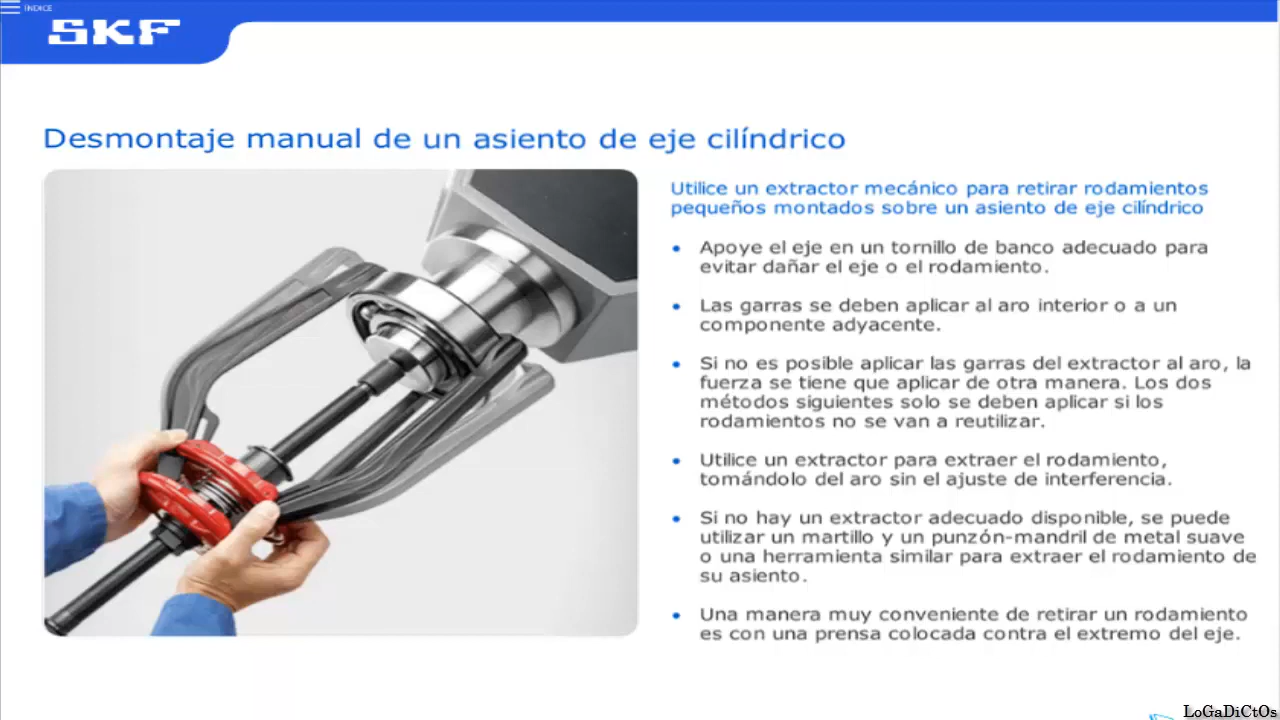 ÍNDICE
SKF
Desmontaje manual de un asiento de eje cilíndrico
Utilice un extractor mecánico para retirar rodamientos
pequeños montados sobre un asiento de eje cilíndrico
• Apoye el eje en un tornillo de banco adecuado para
evitar dañar el eje o el rodamiento.
• Las garras se deben aplicar al aro interior o a un
componente adyacente.
• Si no es posible aplicar las garras del extractor al aro, la
fuerza se tiene que aplicar de otra manera. Los dos
métodos siguientes solo se deben aplicar si los
rodamientos no se van a reutilizar.
• Utilice un extractor para extraer el rodamiento,
tomándolo del aro sin el ajuste de interferencia.
• Si no hay un extractor adecuado disponible, se puede
utilizar un martillo y un punzón-mandril de metal suave
o una herramienta similar para extraer el rodamiento de
su asiento.
• Una manera muy conveniente de retirar un rodamiento
es con una prensa colocada contra el extremo del eje.
LoGaDiCtOs